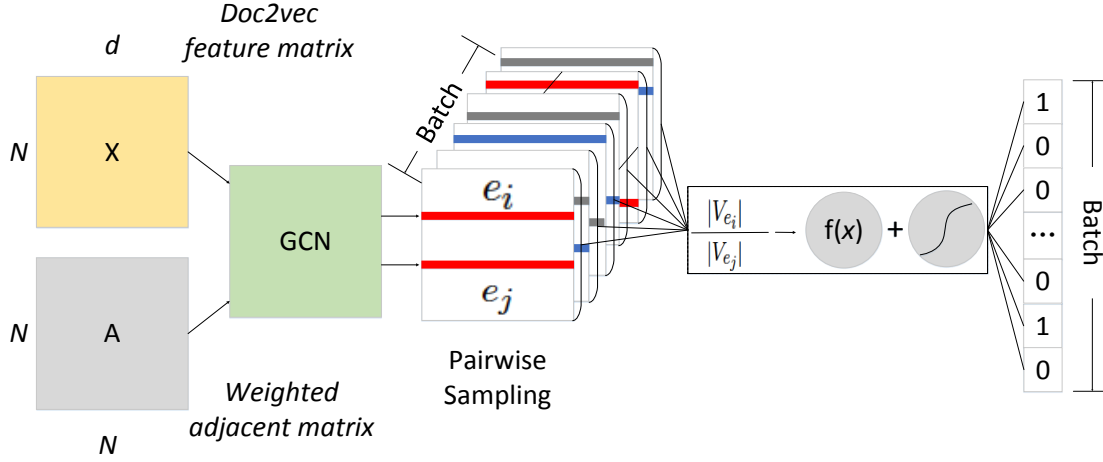 d
Doc2vec
feature matrix
N
X
N
A
N
Weighted
adjacent matrix
GCN
Batch
e_i
e_j
Pairwise
Sampling
|V_{e_i}|
|V_{e_j}|
f(x)
+
1
0
0
...
0
1
0
Batch